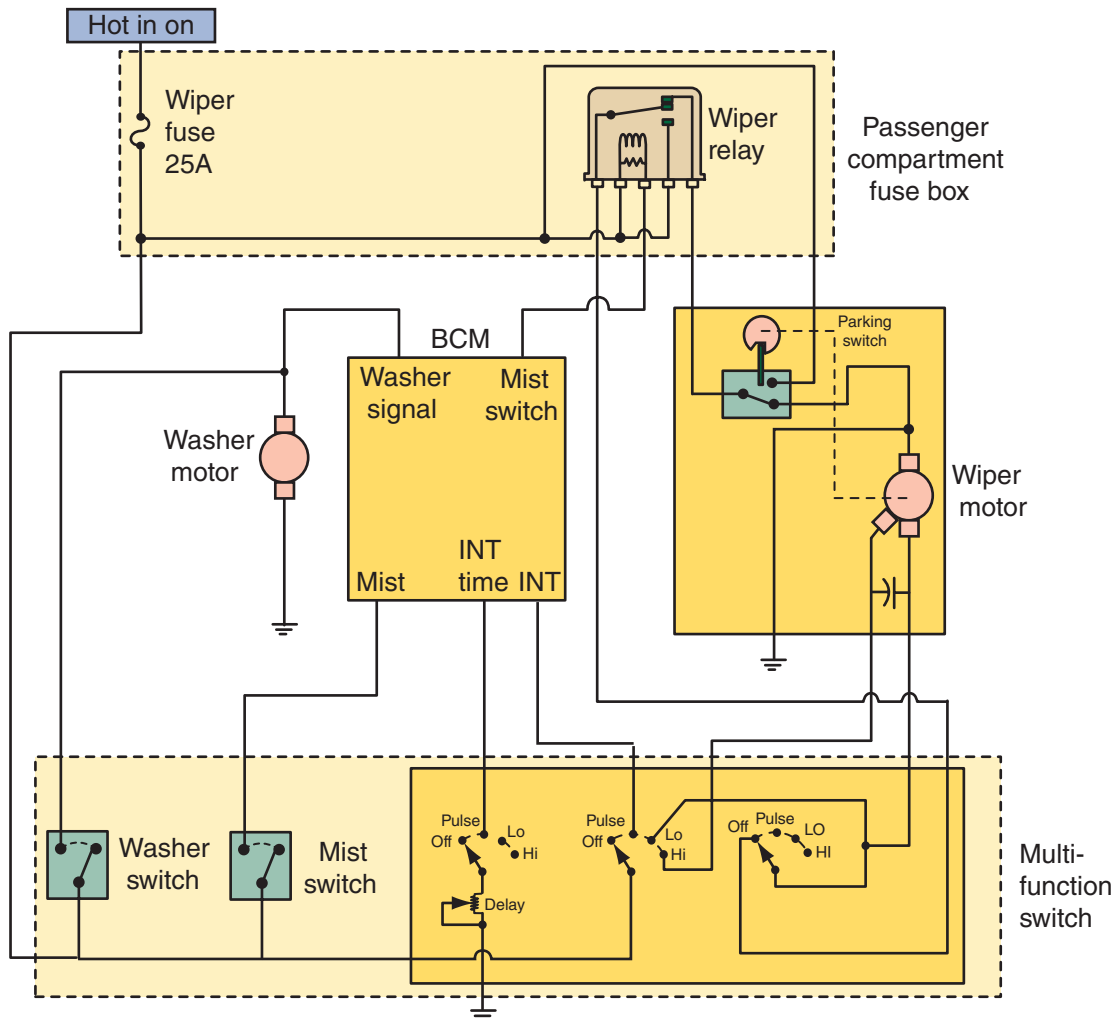 Hot in on
Wiper
fuse
25A
Wiper
relay
Passenger
compartment
fuse box
Parking
switch
BCM
Washer
signal
Mist
switch
Washer
motor
Wiper
motor
INT
time
Mist
INT
Washer
switch
Mist
switch
Pulse
Off
Lo
Hi
Delay
Pulse
Off
Lo
Hi
Pulse
Off
LO
HI
Multi-
function
switch